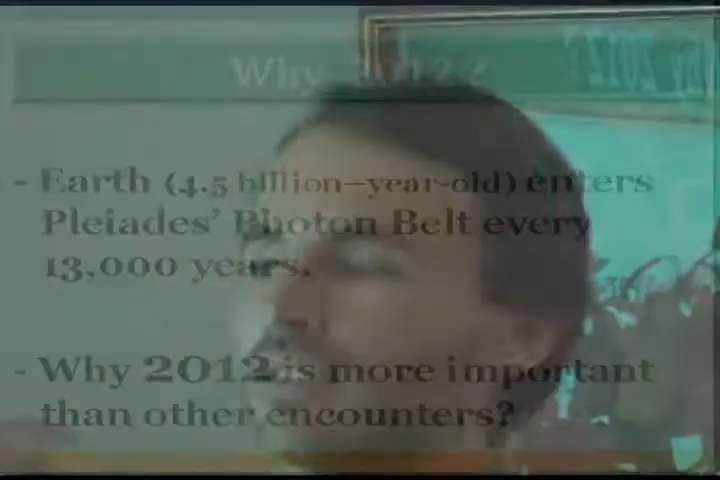 Why 2012?
- Earth (4.5 billion–year-old) enters
Pleiades' Photon Belt every
13,000 years.
- Why 2012 is more important
than other encounters?